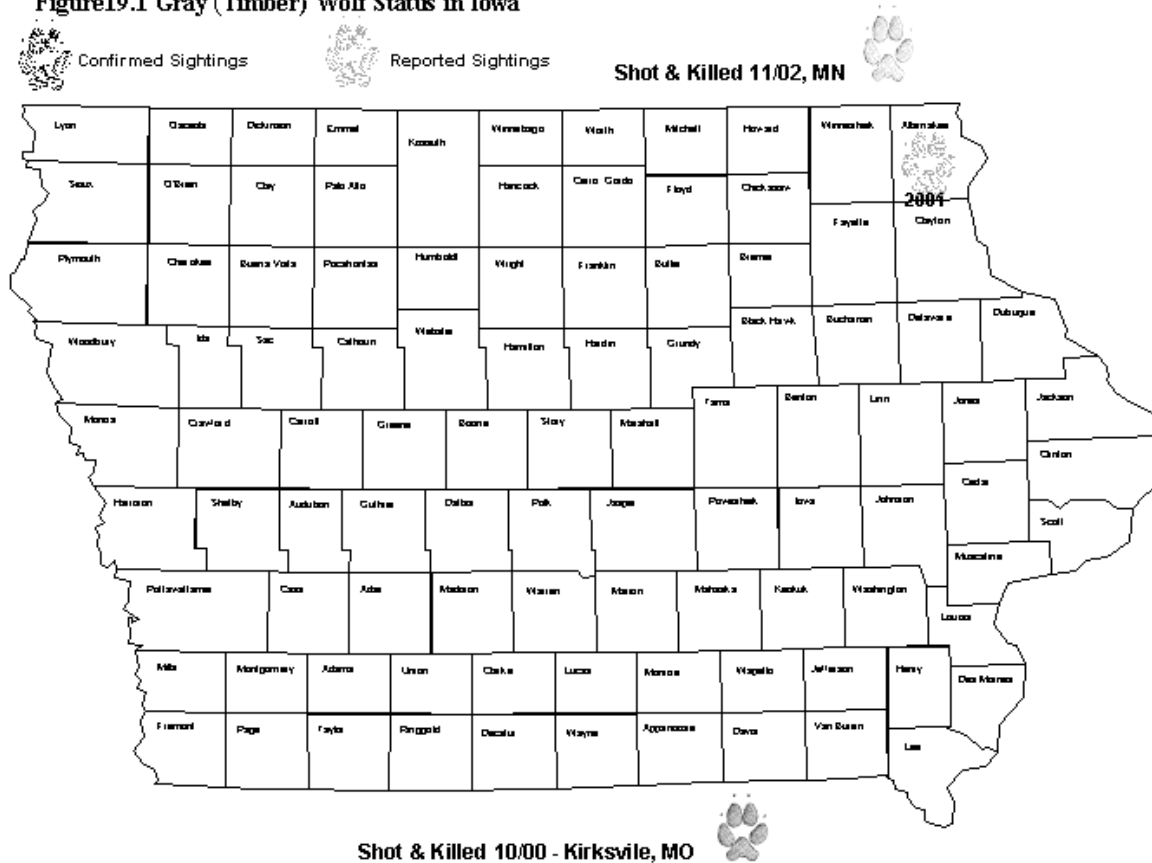 Figure19.1 Gray (Timber) Wolf Status in Iowa
Confirmed Sightings
Reported Sightings
Shot & Killed 11/02, MN
Lyon Osceola Dickinson Emmet Kossuth Winnebago Worth Mitchell Howard Winneshiek Allamakee
Sioux O'Brien Clay Palo Alto Hancock Cerro Gordo Floyd Chickasaw
2001
Fayette Clayton
Plymouth Cherokee Buena Vista Pocahontas Humboldt Wright Franklin Butler Bremer
Woodbury Ida Sac Calhoun Webster Hamilton Hardin Grundy Black Hawk Buchanan Delaware Dubuque
Monona Crawford Carroll Greene Boone Story Marshall Tama Benton Linn Jones Jackson
Clinton
Harrison Shelby Audubon Guthrie Dallas Polk Jasper Poweshiek Iowa Johnson Cedar
Scott
Muscatine
Pottawattamie Cass Adair Madison Warren Marion Mahaska Keokuk Washington
Louisa
Mills Montgomery Adams Union Clarke Lucas Monroe Wapello Jefferson Henry Des Moines
Fremont Page Taylor Ringgold Decatur Wayne Appanoose Davis Van Buren
Lee
Shot & Killed 10/00 - Kirksvile, MO